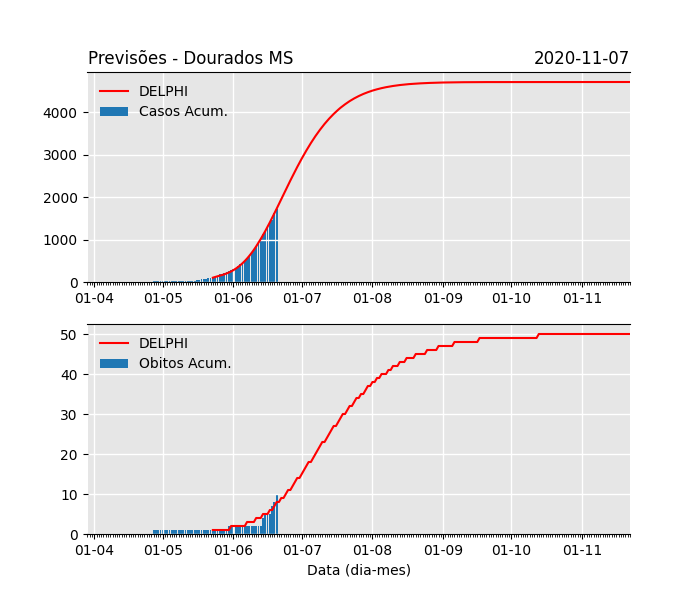 Previsões - Dourados MS 2020-11-07
DELPHI
Casos Acum.
4000
3000
2000
1000
0
01-04 01-05 01-06 01-07 01-08 01-09 01-10 01-11
DELPHI
Obitos Acum.
50
40
30
20
10
0
01-04 01-05 01-06 01-07 01-08 01-09 01-10 01-11
Data (dia-mes)